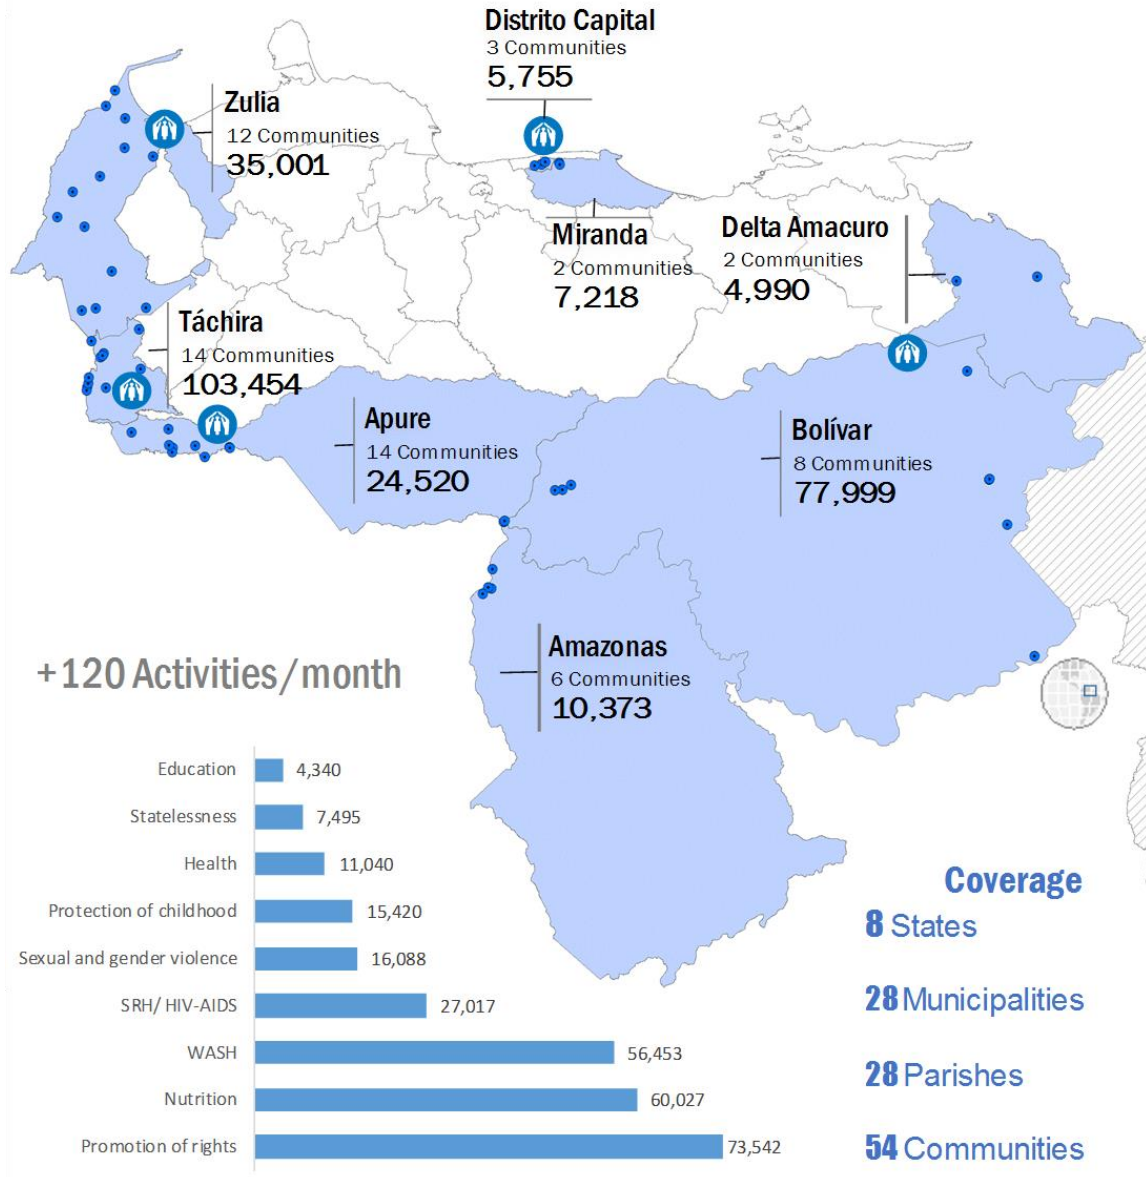 Distrito Capital
3 Communities
5,755
Zulia
12 Communities
35,001
Miranda
2 Communities
7,218
Delta Amacuro
2 Communities
4,990
Táchira
14 Communities
103,454
Apure
14 Communities
24,520
Bolívar
8 Communities
77,999
Amazonas
6 Communities
10,373
+120 Activities/month
Education 4,340
Statelessness 7,495
Health 11,040
Protection of childhood 15,420
Sexual and gender violence 16,088
SRH/ HIV-AIDS 27,017
WASH 56,453
Nutrition 60,027
Promotion of rights 73,542
Coverage
8 States
28 Municipalities
28 Parishes
54 Communities